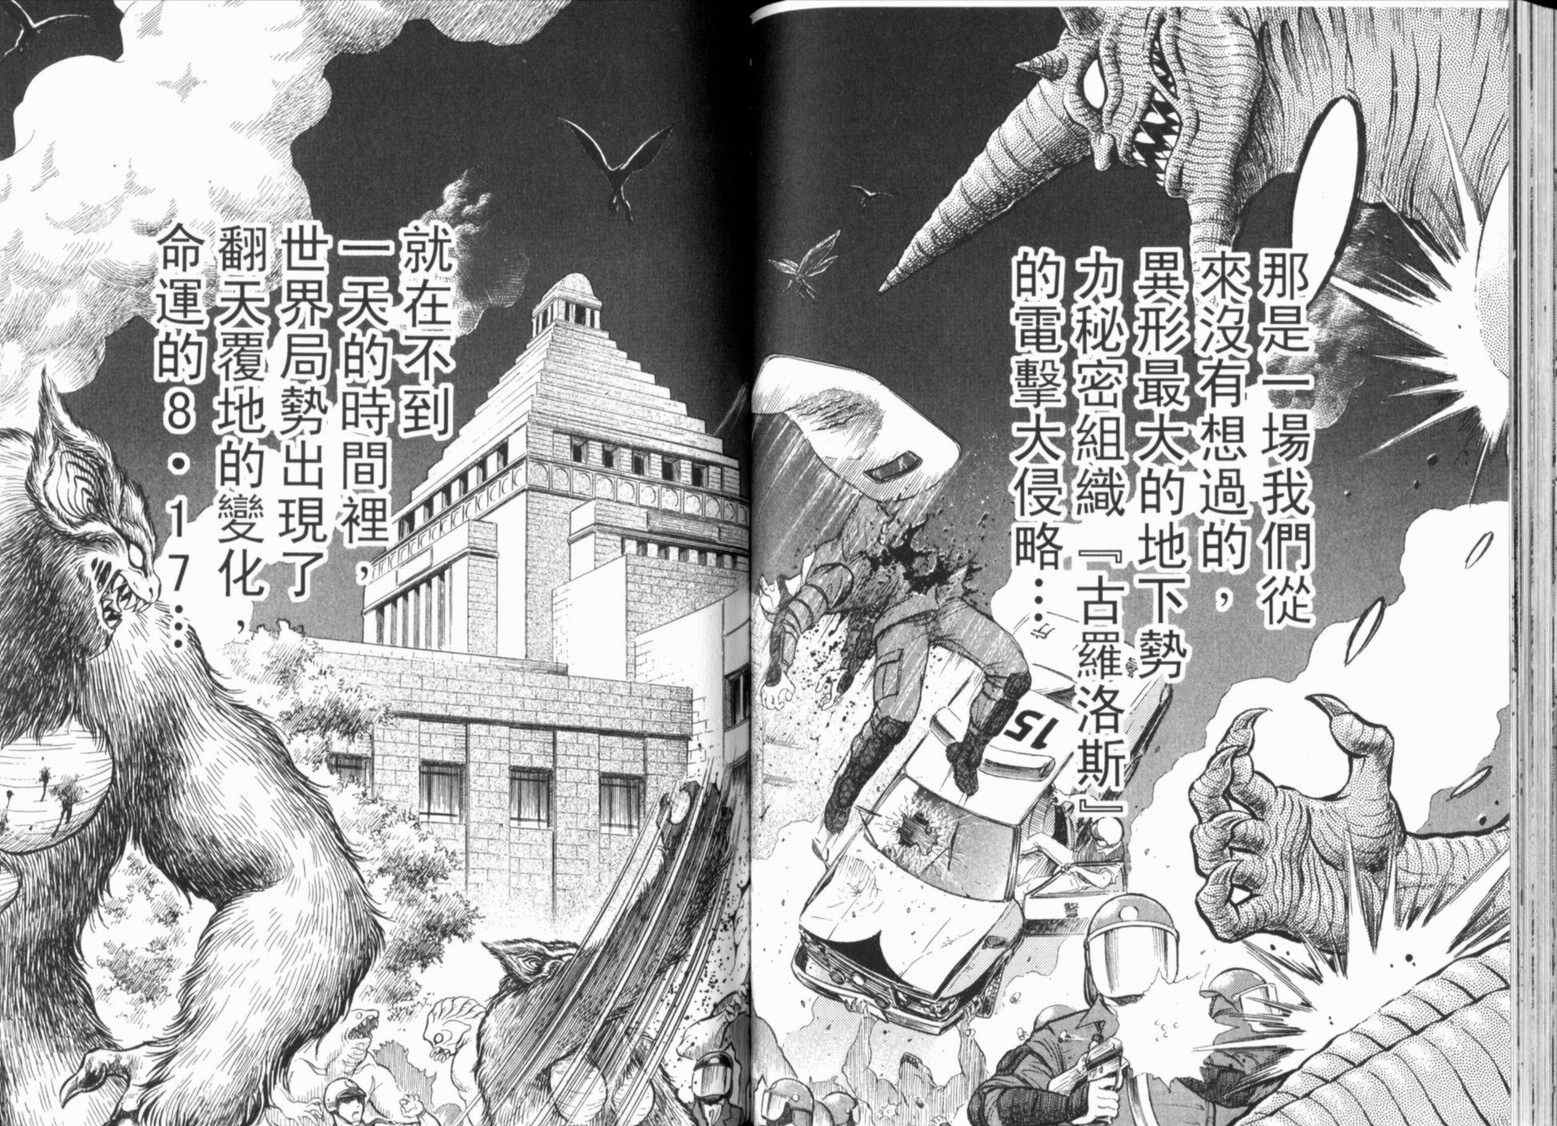 那是一場我們從
來沒有想過的，
異形最大的地下勢
力秘密組織『古羅洛斯』
的電擊大侵略…
就在不到
一天的時間裡，
世界局勢出現了
翻天覆地的變化，
命運的8・17…
15